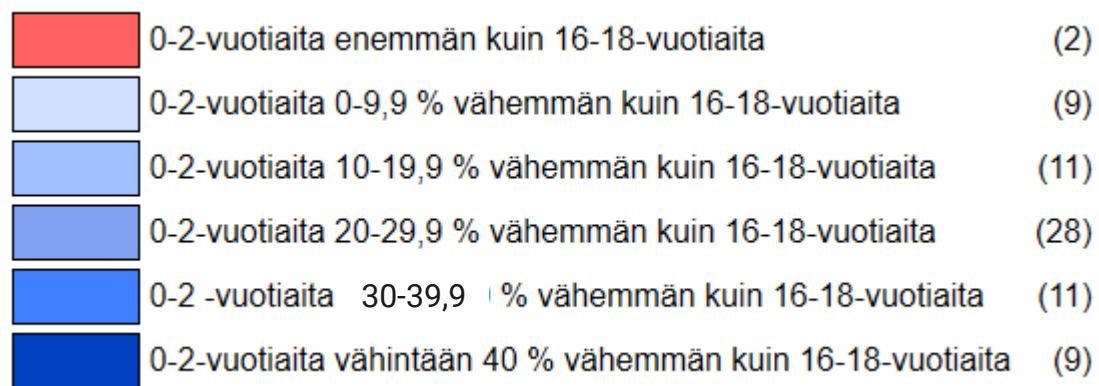 0-2-vuotiaita enemmän kuin 16-18-vuotiaita (2)
0-2-vuotiaita 0-9,9 % vähemmän kuin 16-18-vuotiaita (9)
0-2-vuotiaita 10-19,9 % vähemmän kuin 16-18-vuotiaita (11)
0-2-vuotiaita 20-29,9 % vähemmän kuin 16-18-vuotiaita (28)
0-2 -vuotiaita 30-39,9 % vähemmän kuin 16-18-vuotiaita (11)
0-2-vuotiaita vähintään 40 % vähemmän kuin 16-18-vuotiaita (9)